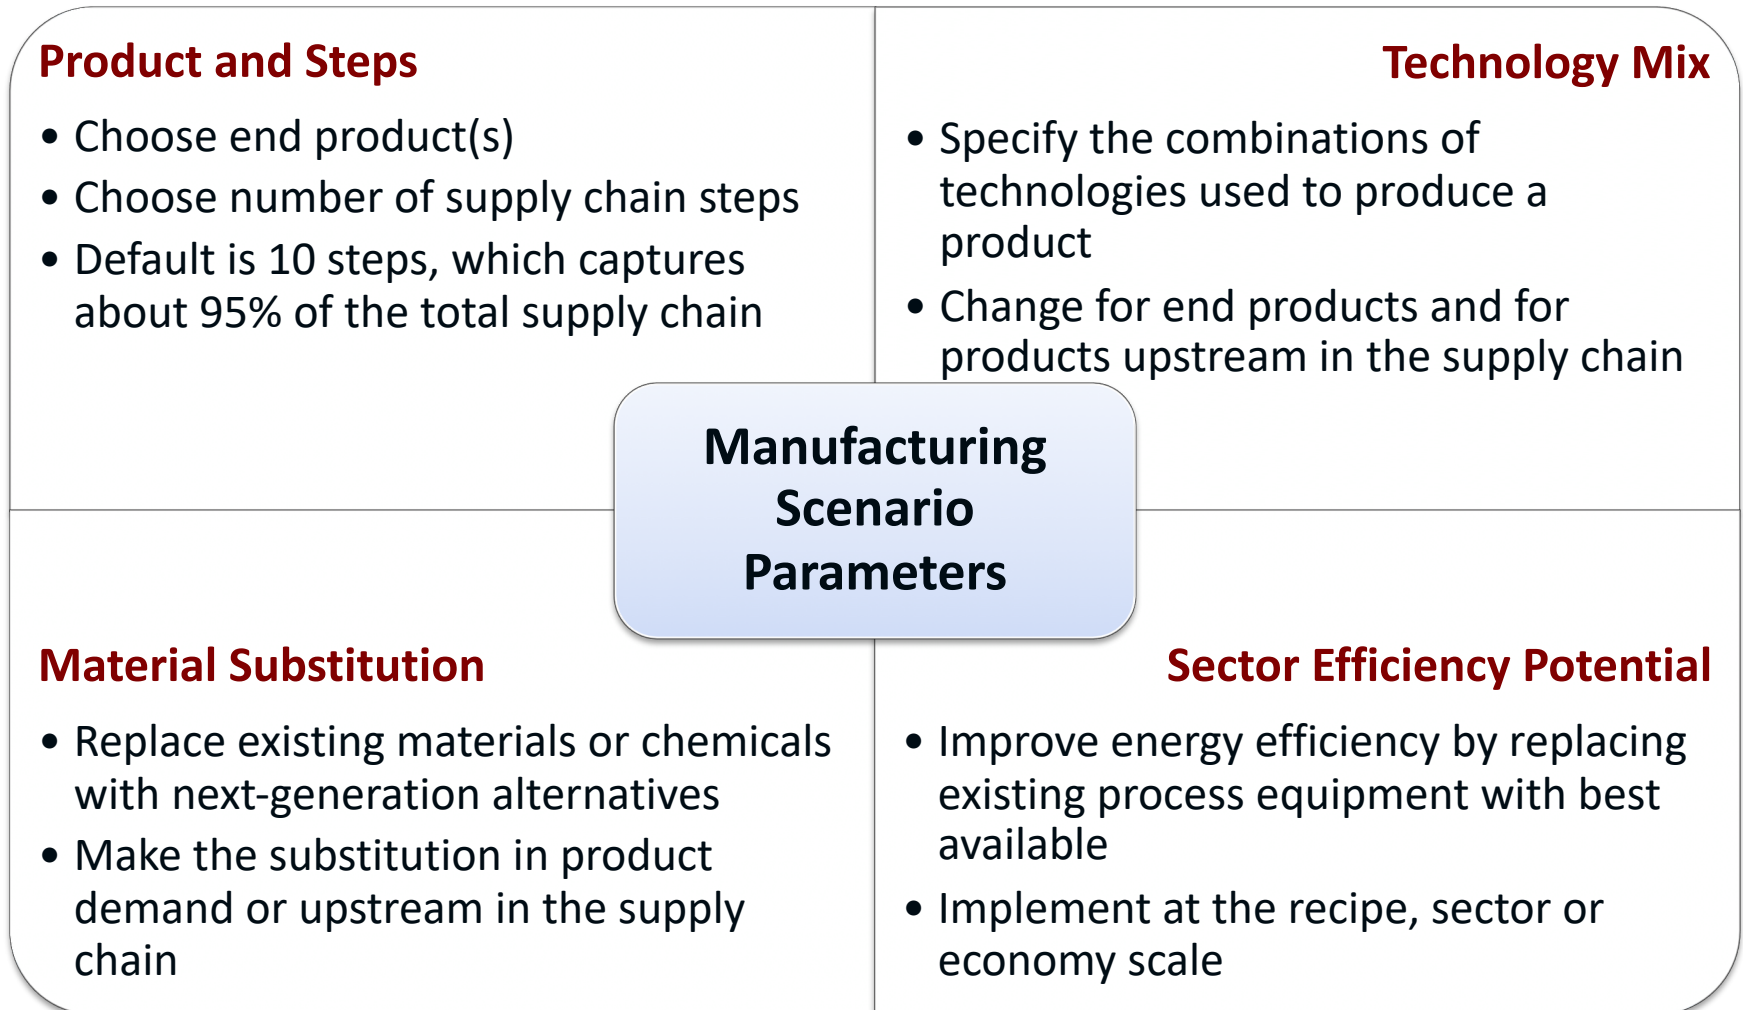 Product and Steps
• Choose end product(s)
• Choose number of supply chain steps
• Default is 10 steps, which captures
about 95% of the total supply chain
Technology Mix
• Specify the combinations of
technologies used to produce a
product
• Change for end products and for
products upstream in the supply chain
Manufacturing
Scenario
Parameters
Material Substitution
• Replace existing materials or chemicals
with next-generation alternatives
• Make the substitution in product
demand or upstream in the supply
chain
Sector Efficiency Potential
• Improve energy efficiency by replacing
existing process equipment with best
available
• Implement at the recipe, sector or
economy scale